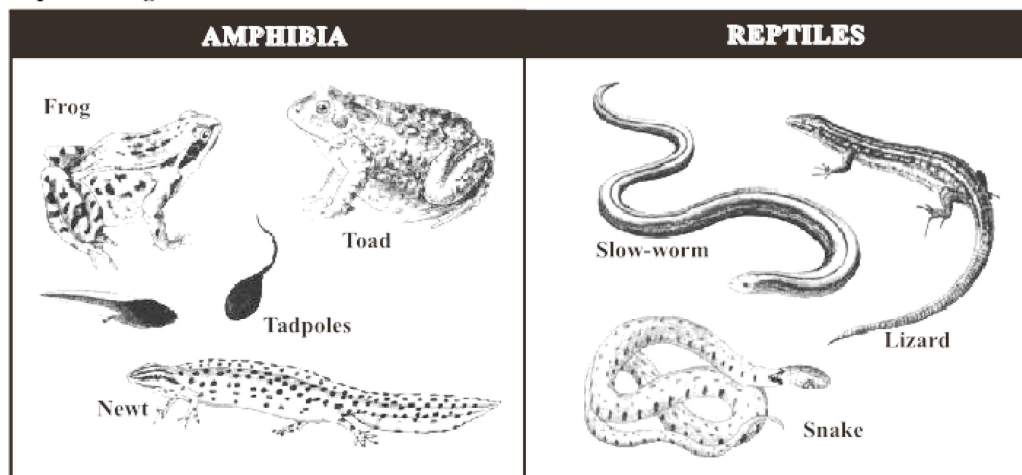 AMPHIBIA
REPTILES
Frog
Toad
Tadpoles
Newt
Slow-worm
Lizard
Snake